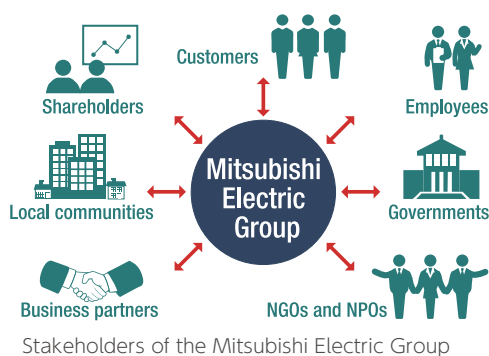 Customers
Shareholders
Employees
Mitsubishi
Electric
Group
Local communities
Governments
Business partners
NGOs and NPOs
Stakeholders of the Mitsubishi Electric Group